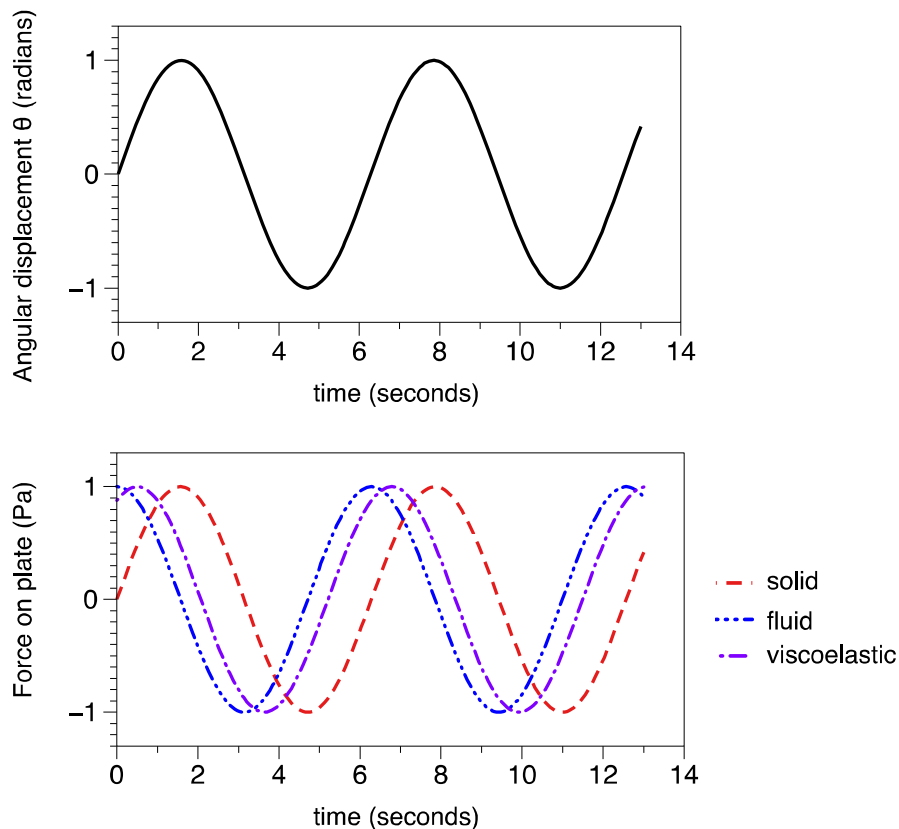 Angular displacement θ (radians)
1
0
−1
0 2 4 6 8 10 12 14
time (seconds)
Force on plate (Pa)
1
0
−1
0 2 4 6 8 10 12 14
time (seconds)
solid
fluid
viscoelastic